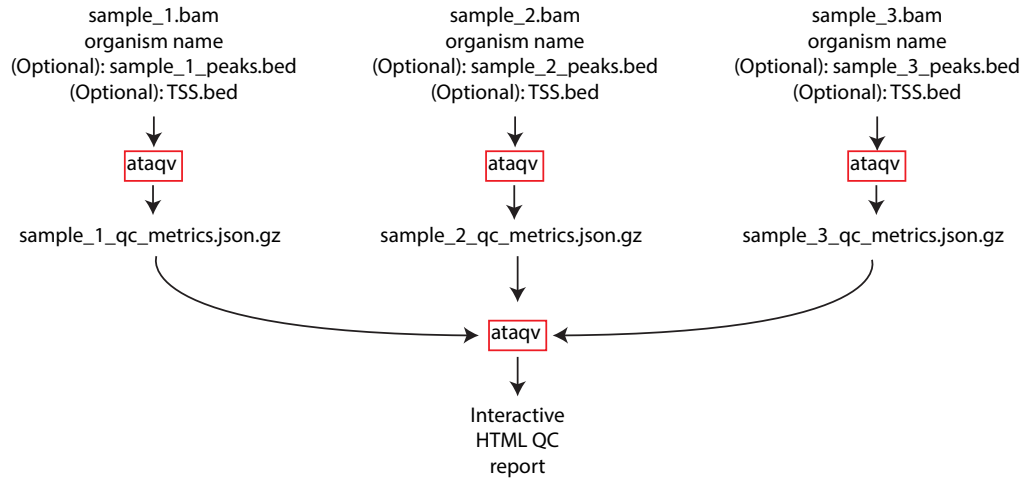 sample_1.bam
organism name
(Optional): sample_1_peaks.bed
(Optional): TSS.bed
ataqv
sample_1_qc_metrics.json.gz
sample_2.bam
organism name
(Optional): sample_2_peaks.bed
(Optional): TSS.bed
ataqv
sample_2_qc_metrics.json.gz
sample_3.bam
organism name
(Optional): sample_3_peaks.bed
(Optional): TSS.bed
ataqv
sample_3_qc_metrics.json.gz
ataqv
Interactive
HTML QC
report